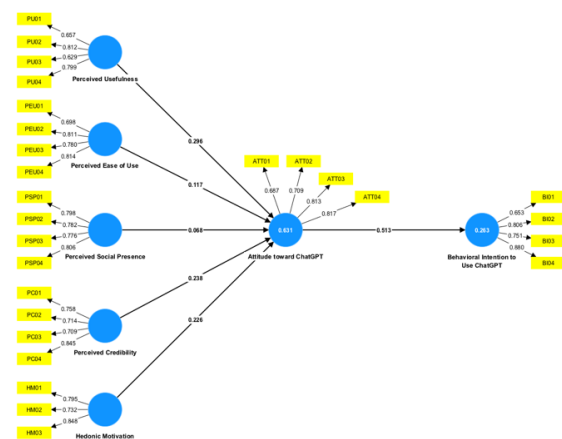 PU01
0.657
PU02
0.812
PU03
0.629
PU04
0.799
Perceived Usefulness
0.296
PEU01
0.698
PEU02
0.811
PEU03
0.780
PEU04
0.814
Perceived Ease of Use
0.117
ATT01
ATT02
ATT03
ATT04
0.687
0.709
0.813
0.817
PSP01
0.798
PSP02
0.782
PSP03
0.776
PSP04
0.806
Perceived Social Presence
0.068
0.631
Attitude toward ChatGPT
0.513
0.263
Behavioral Intention to
Use ChatGPT
BI01
0.653
BI02
0.806
BI03
0.751
BI04
0.880
0.238
PC01
0.758
PC02
0.714
PC03
0.709
PC04
0.845
Perceived Credibility
0.226
HM01
0.795
HM02
0.732
HM03
0.848
Hedonic Motivation